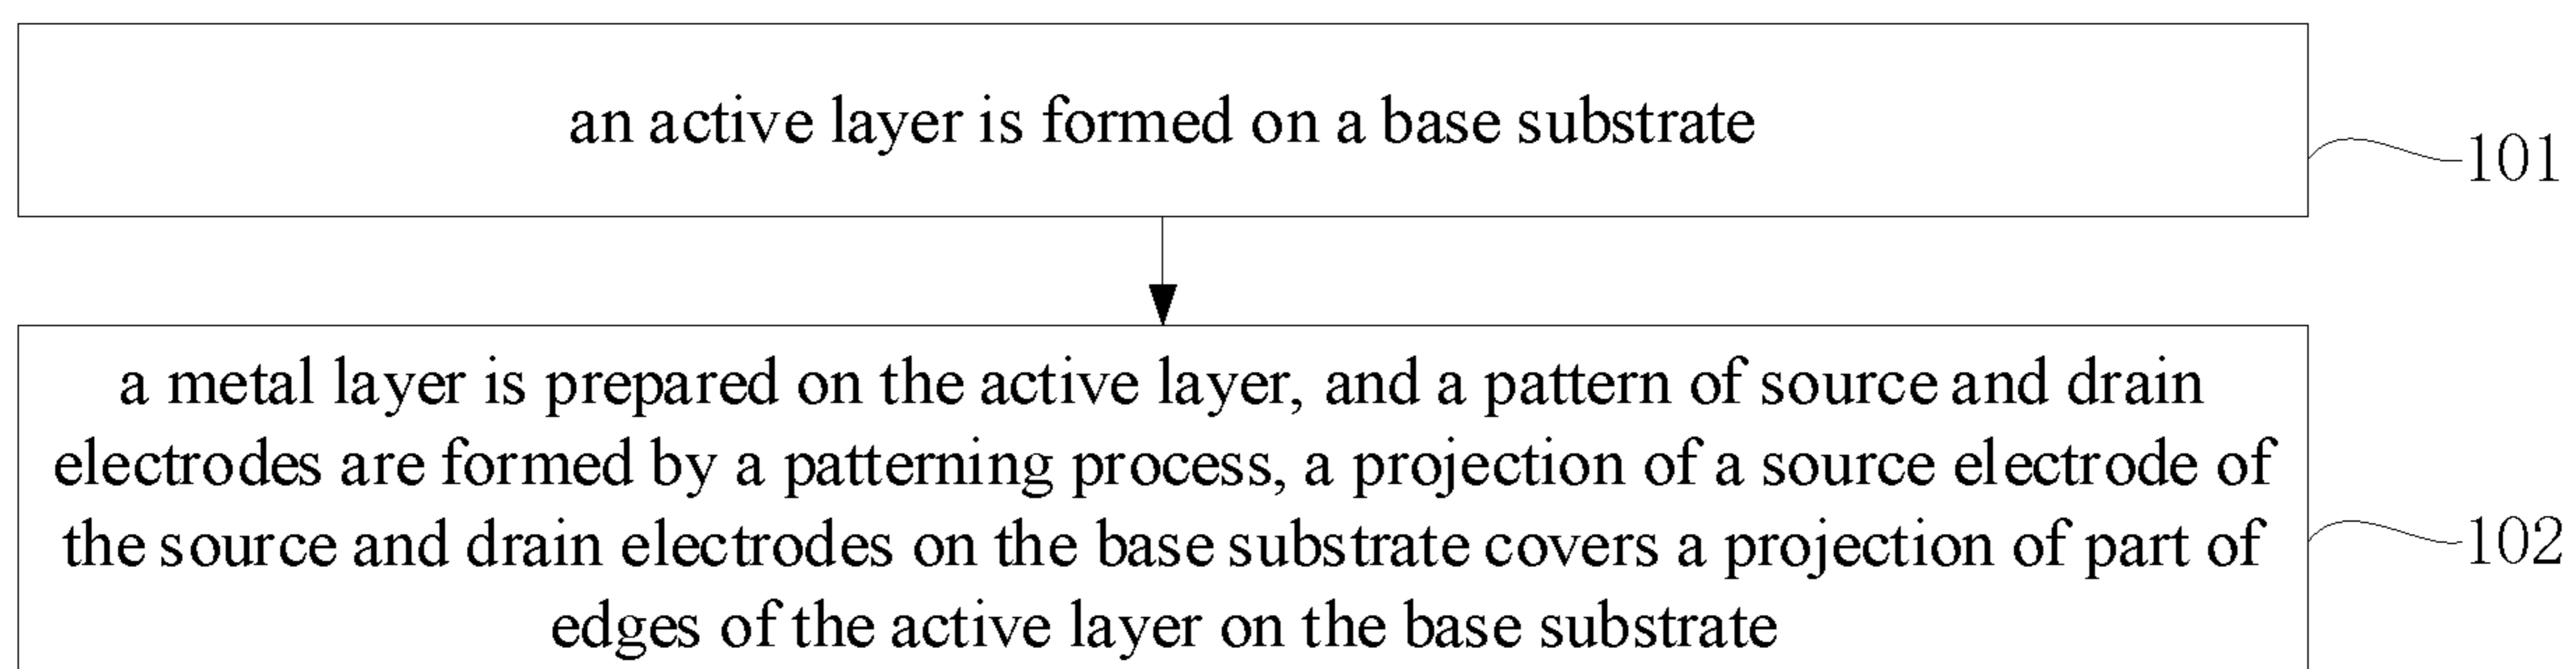 an active layer is formed on a base substrate
101
a metal layer is prepared on the active layer, and a pattern of source and drain
electrodes are formed by a patterning process, a projection of a source electrode of
the source and drain electrodes on the base substrate covers a projection of part of
edges of the active layer on the base substrate
102